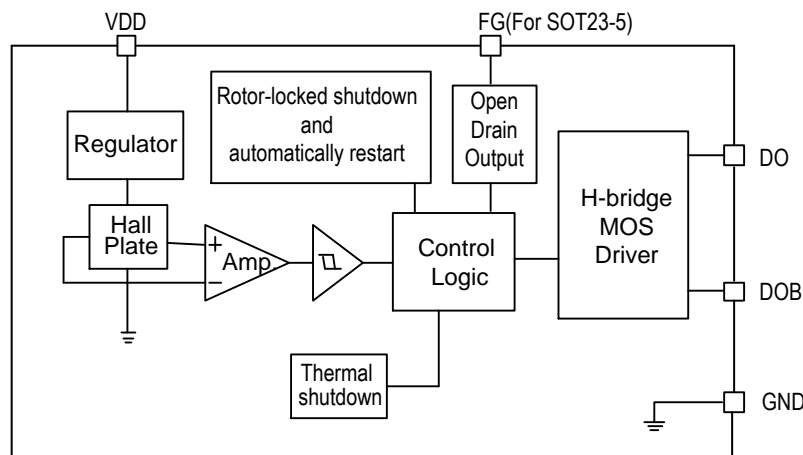 VDD
FG(For SOT23-5)
Rotor-locked shutdown
and
automatically restart
Open
Drain
Output
Regulator
H-bridge
MOS
Driver
DO
Hall
Plate
+
Amp.
−
Control
Logic
DOB
Thermal
shutdown
GND